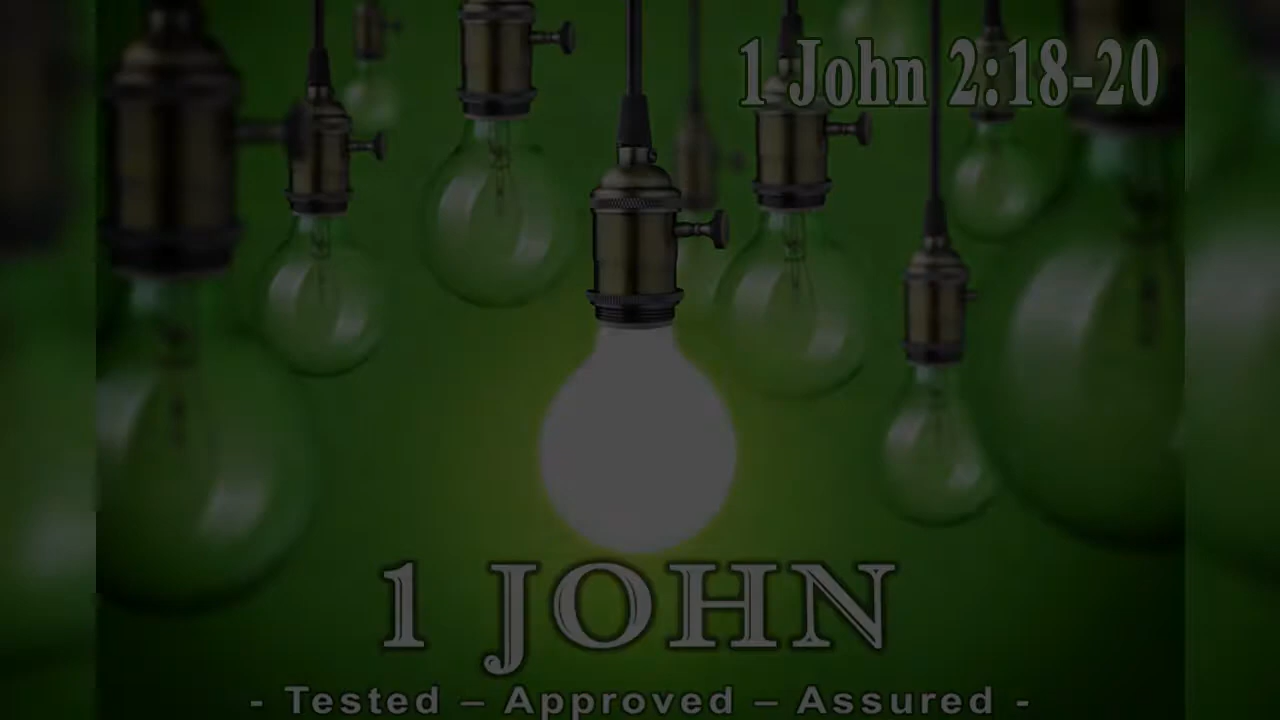 1 John 2:18-20
1 JOHN
- Tested – Approved – Assured -